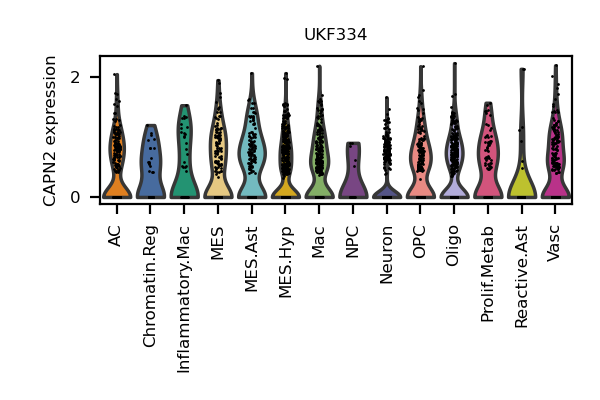 UKF334
CAPN2 expression
2
0
AC
Chromatin.Reg
Inflammatory.Mac
MES
MES.Ast
MES.Hyp
Mac
NPC
Neuron
OPC
Oligo
Prolif.Metab
Reactive.Ast
Vasc